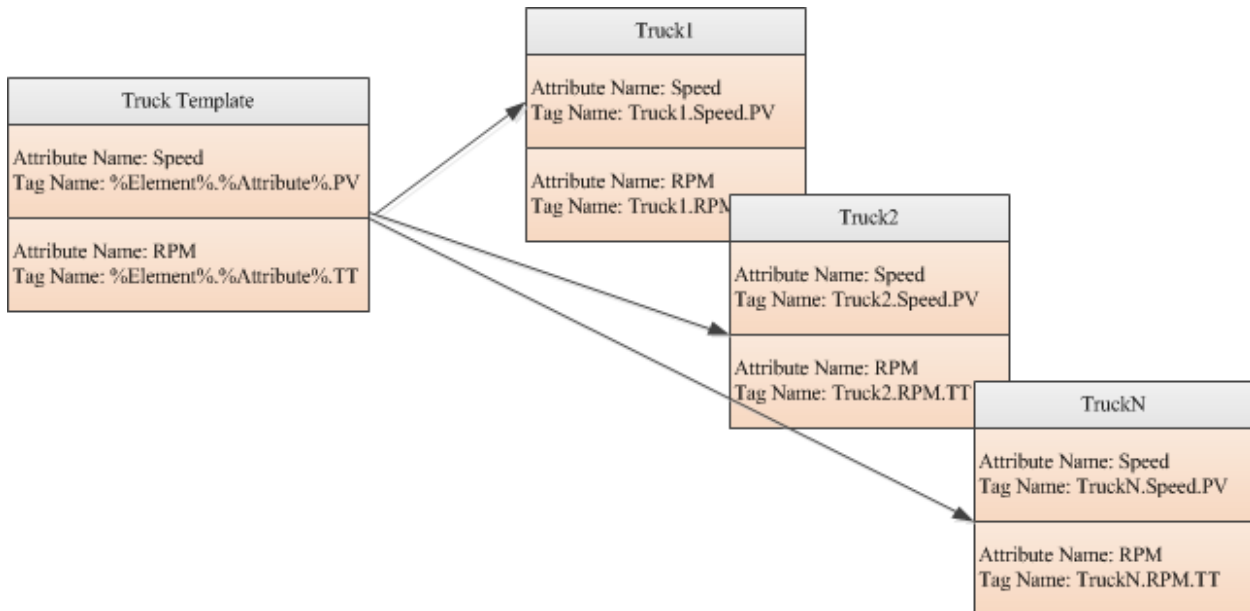 Truck Template
Attribute Name: Speed
Tag Name: %Element%.%Attribute%.PV
Attribute Name: RPM
Tag Name: %Element%.%Attribute%.TT
Truck1
Attribute Name: Speed
Tag Name: Truck1.Speed.PV
Attribute Name: RPM
Tag Name: Truck1.RPM
Truck2
Attribute Name: Speed
Tag Name: Truck2.Speed.PV
Attribute Name: RPM
Tag Name: Truck2.RPM.TT
TruckN
Attribute Name: Speed
Tag Name: TruckN.Speed.PV
Attribute Name: RPM
Tag Name: TruckN.RPM.TT